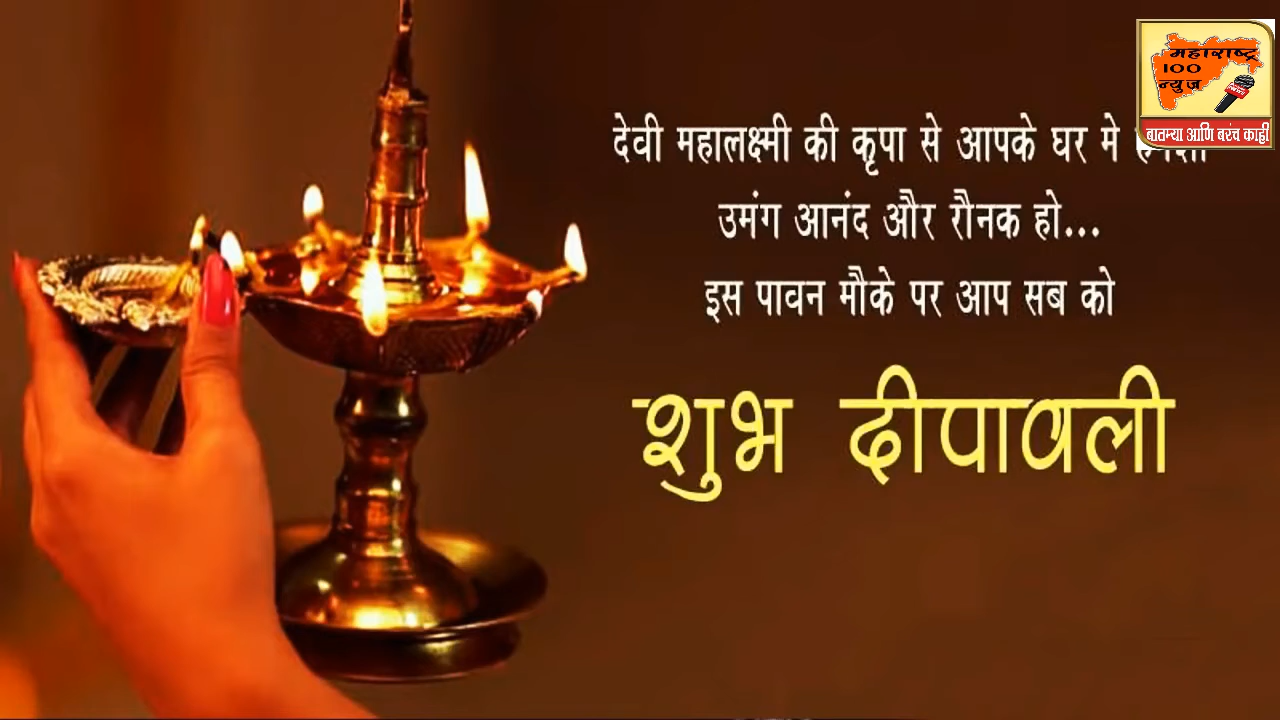 महाराष्ट्र
100
न्युज
बातम्या आणि बरंच काही
देवी महालक्ष्मी की कृपा से आपके घर मे
उमंग आनंद और रौनक हो...
इस पावन मौके पर आप सब को
शुभ दीपावली